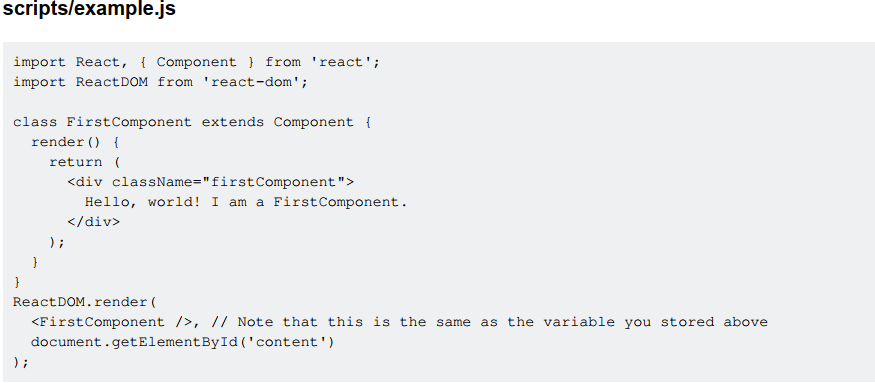 scripts/example.js
import React, { Component } from 'react';
import ReactDOM from 'react-dom';

class FirstComponent extends Component {
  render() {
    return (
      <div className="firstComponent">
        Hello, world! I am a FirstComponent.
      </div>
    );
  }
}
ReactDOM.render(
  <FirstComponent />, // Note that this is the same as the variable you stored above
  document.getElementById('content')
);